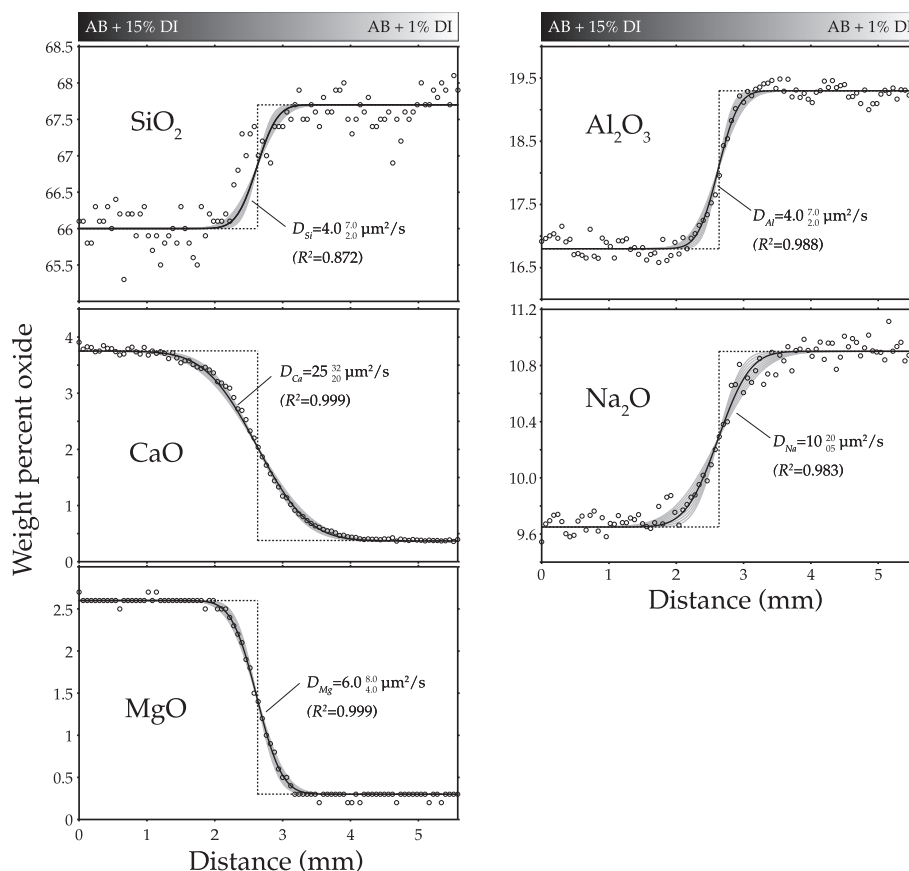 AB + 15% DI AB + 1% DI
68.5
68
67.5
67
66.5
66
65.5
SiO2
DSi=4.0 7.0 2.0 µm²/s
(R²=0.872)
4
3
2
1
0
CaO
DCa=25 32 20 µm²/s
(R²=0.999)
2.5
2
1.5
1
0.5
0
MgO
DMg=6.0 8.0 4.0 µm²/s
(R²=0.999)
0 1 2 3 4 5
Distance (mm)
Weight percent oxide
AB + 15% DI AB + 1% DI
19.5
18.5
17.5
16.5
Al2O3
DAl=4.0 7.0 2.0 µm²/s
(R²=0.988)
11.2
10.8
10.4
10.0
9.6
Na2O
DNa=10 20 05 µm²/s
(R²=0.983)
0 1 2 3 4 5
Distance (mm)